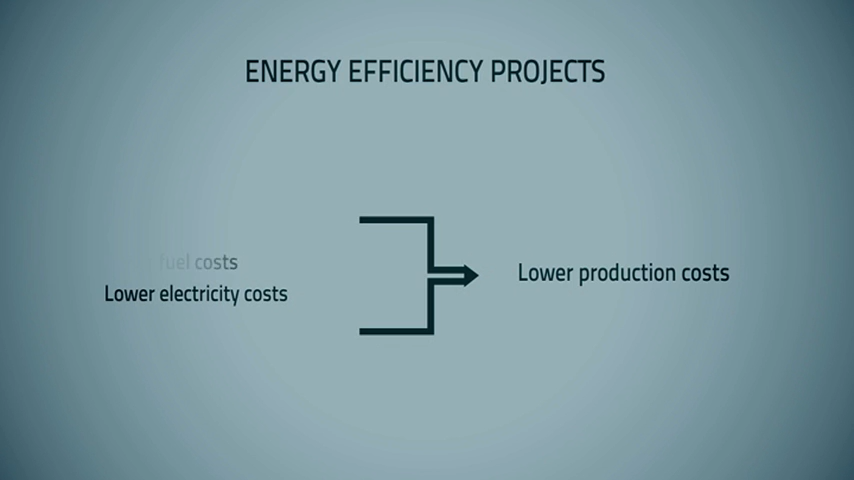 ENERGY EFFICIENCY PROJECTS
fuel costs
Lower electricity costs
Lower production costs